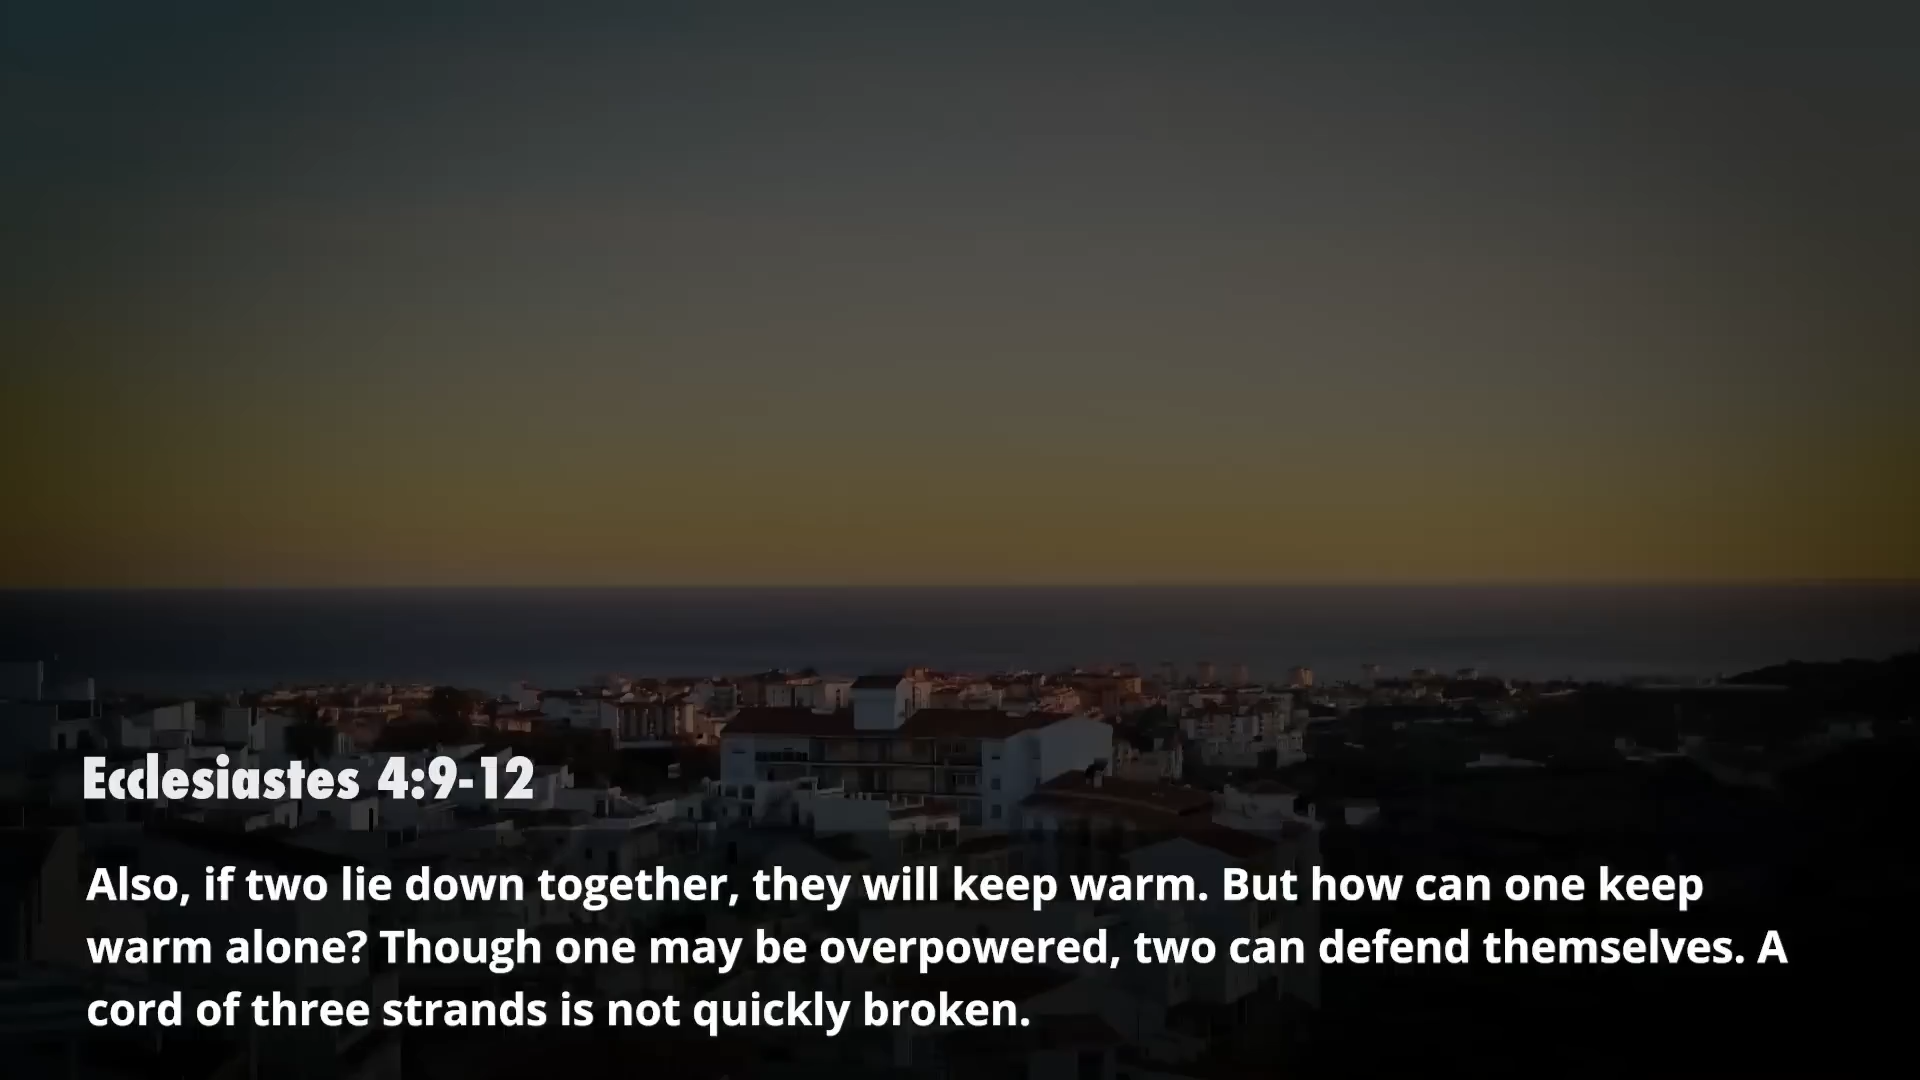 Ecclesiastes 4:9-12
Also, if two lie down together, they will keep warm. But how can one keep
warm alone? Though one may be overpowered, two can defend themselves. A
cord of three strands is not quickly broken.